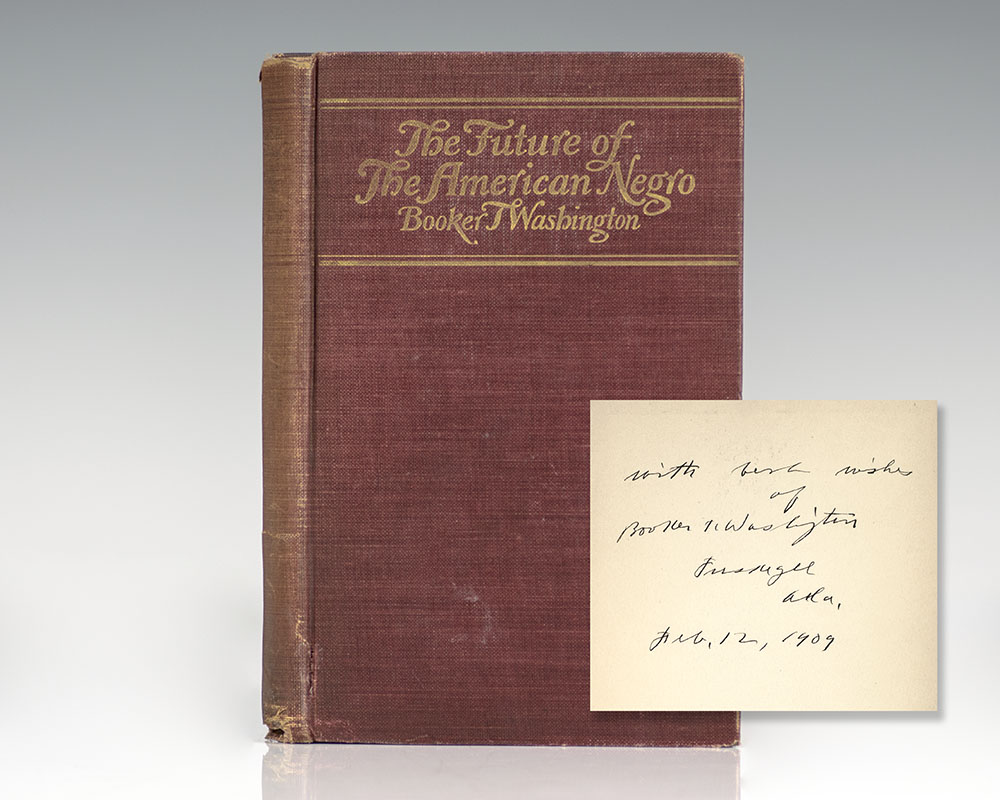 The Future of
The American Negro
Booker T Washington
with best wishes
of
Booker T. Washington
Tuskegee
Ala.
Feb. 12, 1909